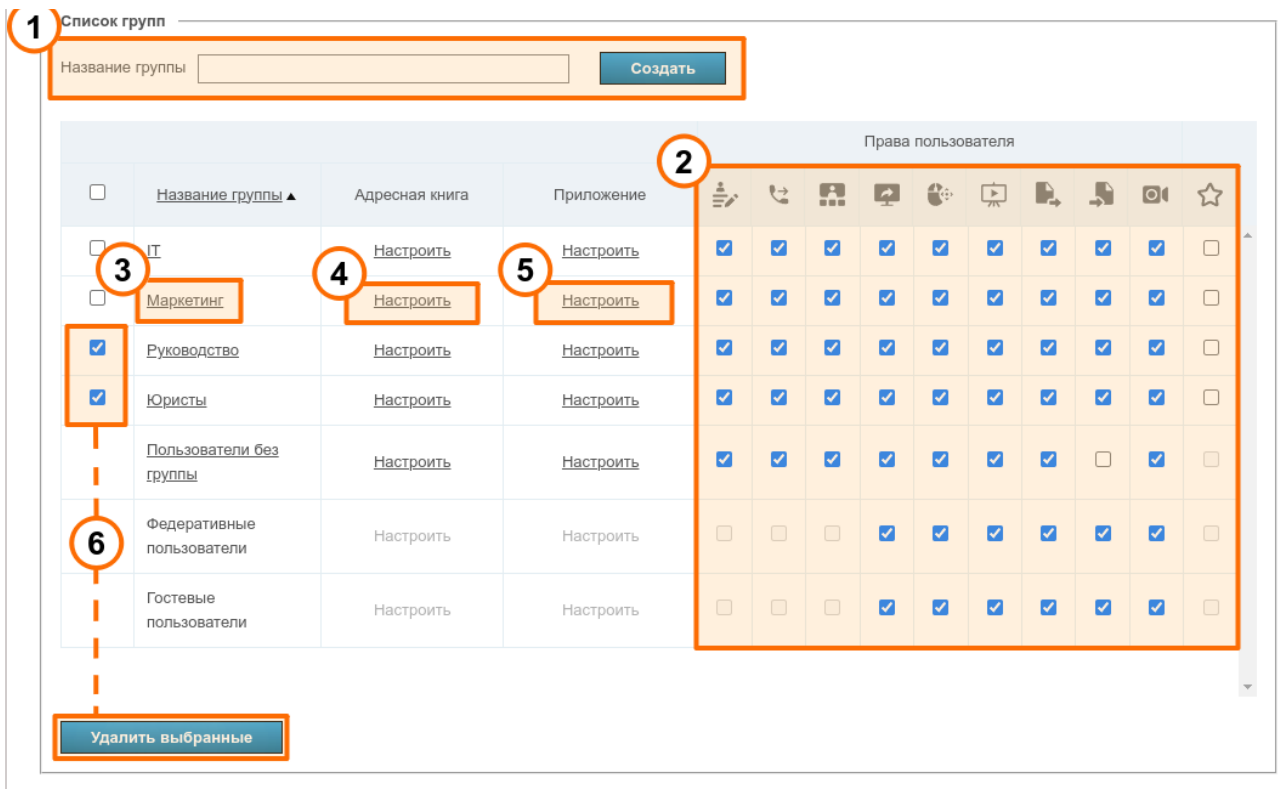 1
Список групп
Название группы
Создать
Права пользователя
2
Название группы ▲
Адресная книга
Приложение
IT
Настроить
Настроить
3
4
5
Маркетинг
Настроить
Настроить
Руководство
Настроить
Настроить
Юристы
Настроить
Настроить
Пользователи без
группы
Настроить
Настроить
6
Федеративные
пользователи
Настроить
Настроить
Гостевые
пользователи
Настроить
Настроить
Удалить выбранные